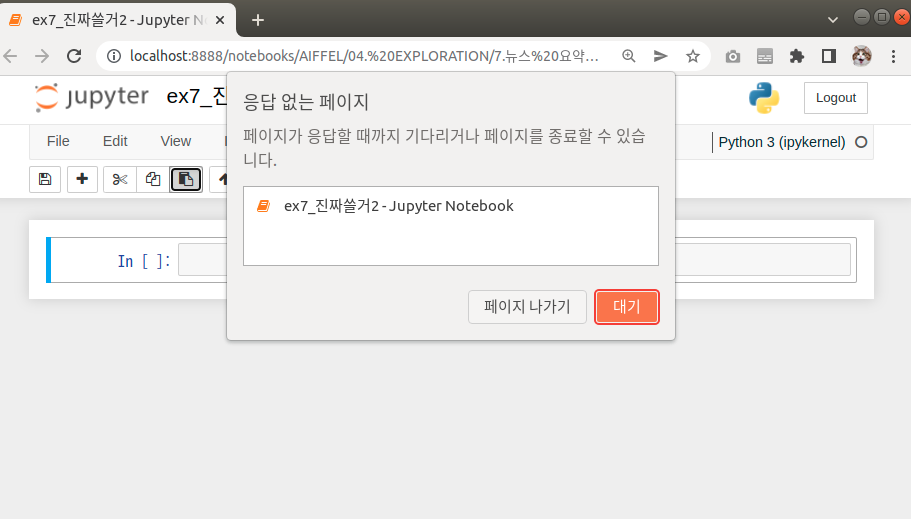 ex7_진짜쓸거2 - Jupyter No
localhost:8888/notebooks/AIFFEL/04.%20EXPLORATION/7.뉴스%20요약…
jupyter ex7_진
Logout
File Edit View
Python 3 (ipykernel)
응답 없는 페이지
페이지가 응답할 때까지 기다리거나 페이지를 종료할 수 있습
니다.
ex7_진짜쓸거2 - Jupyter Notebook
In [ ]:
페이지 나가기 대기